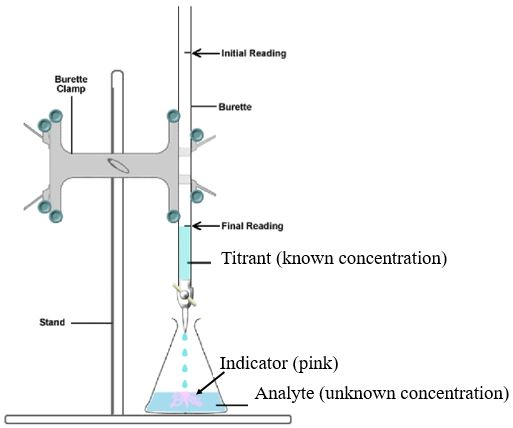 Initial Reading
Burette
Clamp
Burette
Final Reading
Titrant (known concentration)
Stand
Indicator (pink)
Analyte (unknown concentration)